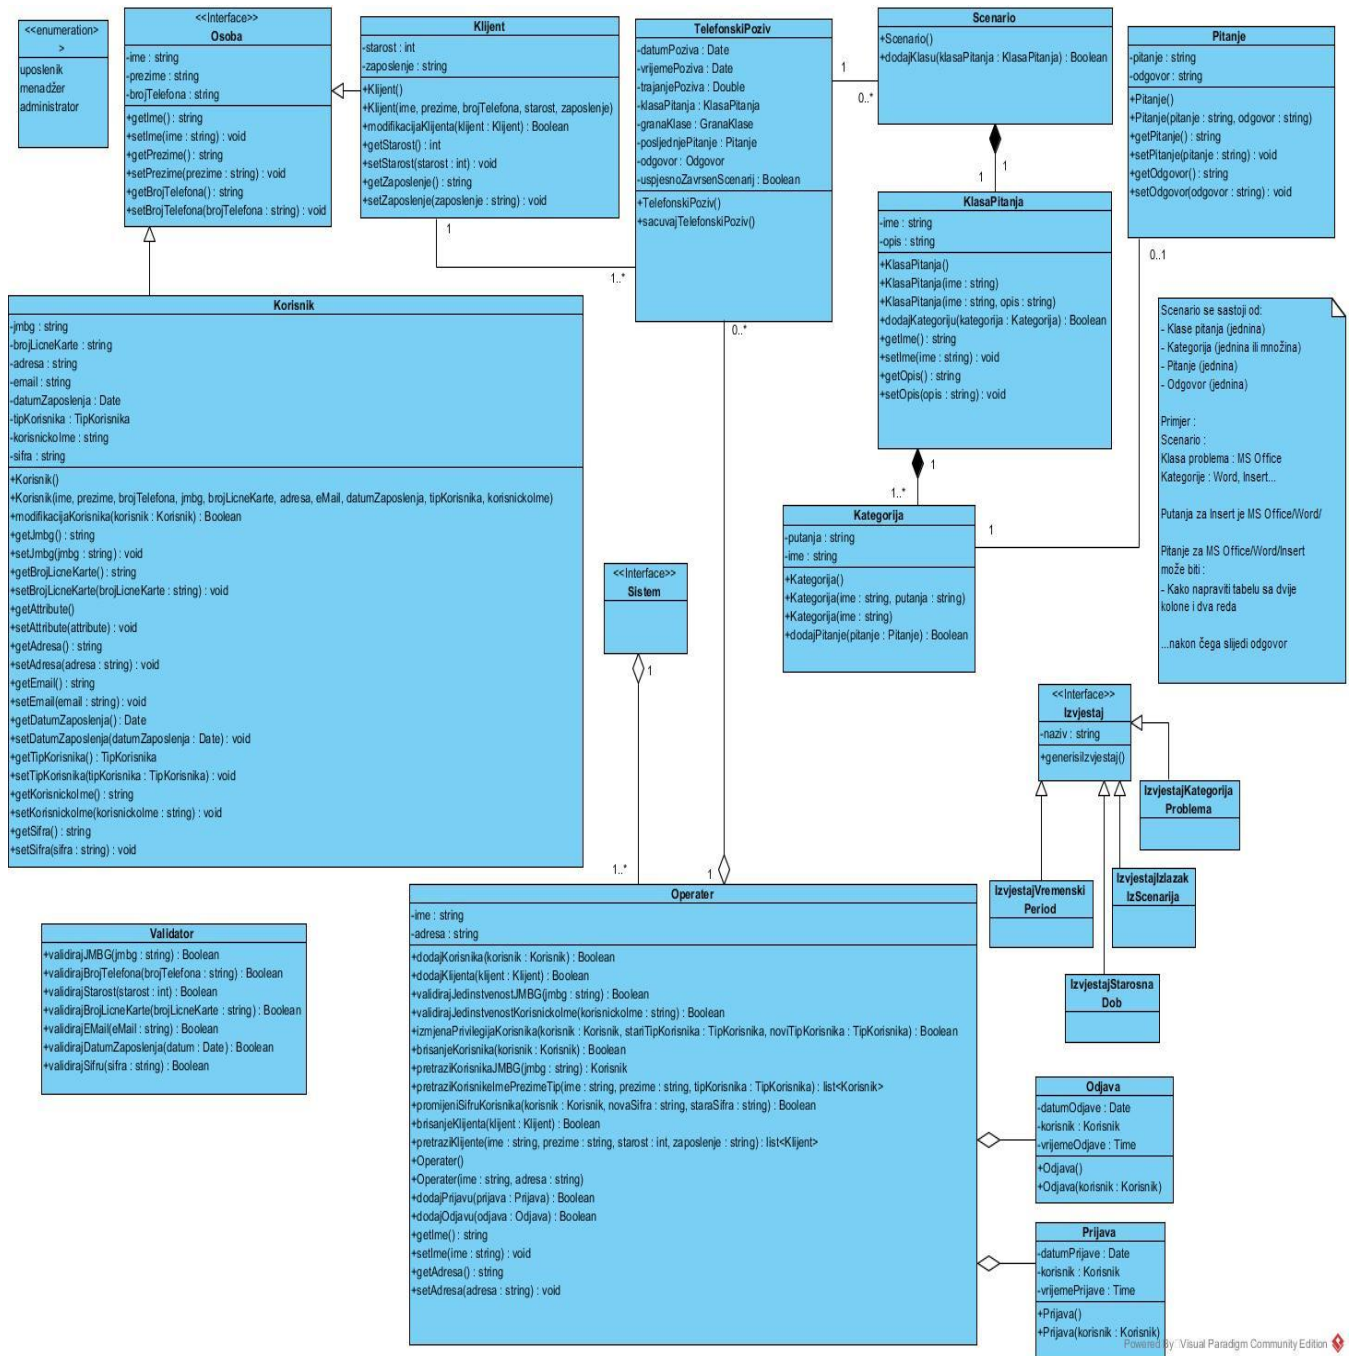 <<enumeration>
>
uposlenik
menadžer
administrator
<<Interface>>
Osoba
-ime : string
-prezime : string
-brojTelefona : string
+getIme() : string
+setIme(ime : string) : void
+getPrezime() : string
+setPrezime(prezime : string) : void
+getBrojTelefona() : string
+setBrojTelefona(brojTelefona : string) : void
Klijent
-starost : int
-zaposlenje : string
+Klijent()
+Klijent(ime, prezime, brojTelefona, starost, zaposlenje)
+modifikacijaKlijenta(klijent : Klijent) : Boolean
+getStarost() : int
+setStarost(starost : int) : void
+getZaposlenje() : string
+setZaposlenje(zaposlenje : string) : void
1
1..*
TelefonskiPoziv
-datumPoziva : Date
-vrijemePoziva : Date
-trajanjePoziva : Double
-klasaPitanja : KlasaPitanja
-granaKlase : GranaKlase
-posljednjePitanje : Pitanje
-odgovor : Odgovor
-uspjesnoZavrsenScenarij : Boolean
+TelefonskiPoziv()
+sacuvajTelefonskiPoziv()
0..*
1
0..*
Scenario
+Scenario()
+dodajKlasu(klasaPitanja : KlasaPitanja) : Boolean
1
1
KlasaPitanja
-ime : string
-opis : string
+KlasaPitanja()
+KlasaPitanja(ime : string)
+KlasaPitanja(ime : string, opis : string)
+dodajKategoriju(kategorija : Kategorija) : Boolean
+getIme() : string
+setIme(ime : string) : void
+getOpis() : string
+setOpis(opis : string) : void
1
1..*
Pitanje
-pitanje : string
-odgovor : string
+Pitanje()
+Pitanje(pitanje : string, odgovor : string)
+getPitanje() : string
+setPitanje(pitanje : string) : void
+getOdgovor() : string
+setOdgovor(odgovor : string) : void
0..1
Scenario se sastoji od:
- Klase pitanja (jednina)
- Kategorija (jednina ili množina)
- Pitanje (jednina)
- Odgovor (jednina)
Primjer :
Scenario :
Klasa problema : MS Office
Kategorije : Word, Insert...
Putanja za Insert je MS Office/Word/
Pitanje za MS Office/Word/Insert
može biti :
- Kako napraviti tabelu sa dvije
kolone i dva reda
...nakon čega slijedi odgovor
Korisnik
-jmbg : string
-brojLicneKarte : string
-adresa : string
-email : string
-datumZaposlenja : Date
-tipKorisnika : TipKorisnika
-korisnickoIme : string
-sifra : string
+Korisnik()
+Korisnik(ime, prezime, brojTelefona, jmbg, brojLicneKarte, adresa, eMail, datumZaposlenja, tipKorisnika, korisnickoIme)
+modifikacijaKorisnika(korisnik : Korisnik) : Boolean
+getJmbg() : string
+setJmbg(jmbg : string) : void
+getBrojLicneKarte() : string
+setBrojLicneKarte(brojLicneKarte : string) : void
+getAttribute()
+setAttribute(attribute) : void
+getAdresa() : string
+setAdresa(adresa : string) : void
+getEmail() : string
+setEmail(email : string) : void
+getDatumZaposlenja() : Date
+setDatumZaposlenja(datumZaposlenja : Date) : void
+getTipKorisnika() : TipKorisnika
+setTipKorisnika(tipKorisnika : TipKorisnika) : void
+getKorisnickoIme() : string
+setKorisnickoIme(korisnickoIme : string) : void
+getSifra() : string
+setSifra(sifra : string) : void
Kategorija
-putanja : string
-ime : string
+Kategorija()
+Kategorija(ime : string, putanja : string)
+Kategorija(ime : string)
+dodajPitanje(pitanje : Pitanje) : Boolean
1
<<Interface>>
Sistem
1
1..*
1
<<Interface>>
Izvjestaj
-naziv : string
+generisiIzvjestaj()
IzvjestajKategorija
Problema
IzvjestajVremenski
Period
IzvjestajIzlazak
IzScenarija
IzvjestajStarosna
Dob
Validator
+validirajJMBG(jmbg : string) : Boolean
+validirajBrojTelefona(brojTelefona : string) : Boolean
+validirajStarost(starost : int) : Boolean
+validirajBrojLicneKarte(brojLicneKarte : string) : Boolean
+validirajEMail(eMail : string) : Boolean
+validirajDatumZaposlenja(datum : Date) : Boolean
+validirajSifru(sifra : string) : Boolean
Operater
-ime : string
-adresa : string
+dodajKorisnika(korisnik : Korisnik) : Boolean
+dodajKlijenta(klijent : Klijent) : Boolean
+validirajJedinstvenostJMBG(jmbg : string) : Boolean
+validirajJedinstvenostKorisnickoIme(korisnickoIme : string) : Boolean
+izmjenaPrivilegijaKorisnika(korisnik : Korisnik, stariTipKorisnika : TipKorisnika, noviTipKorisnika : TipKorisnika) : Boolean
+brisanjeKorisnika(korisnik : Korisnik) : Boolean
+pretraziKorisnikaJMBG(jmbg : string) : Korisnik
+pretraziKorisnikeImePrezimeTip(ime : string, prezime : string, tipKorisnika : TipKorisnika) : list<Korisnik>
+promijeniSifruKorisnika(korisnik : Korisnik, novaSifra : string, staraSifra : string) : Boolean
+brisanjeKlijenta(klijent : Klijent) : Boolean
+pretraziKlijente(ime : string, prezime : string, starost : int, zaposlenje : string) : list<Klijent>
+Operater()
+Operater(ime : string, adresa : string)
+dodajPrijavu(prijava : Prijava) : Boolean
+dodajOdjavu(odjava : Odjava) : Boolean
+getIme() : string
+setIme(ime : string) : void
+getAdresa() : string
+setAdresa(adresa : string) : void
Odjava
-datumOdjave : Date
-korisnik : Korisnik
-vrijemeOdjave : Time
+Odjava()
+Odjava(korisnik : Korisnik)
Prijava
-datumPrijave : Date
-korisnik : Korisnik
-vrijemePrijave : Time
+Prijava()
+Prijava(korisnik : Korisnik)
Powered By Visual Paradigm Community Edition